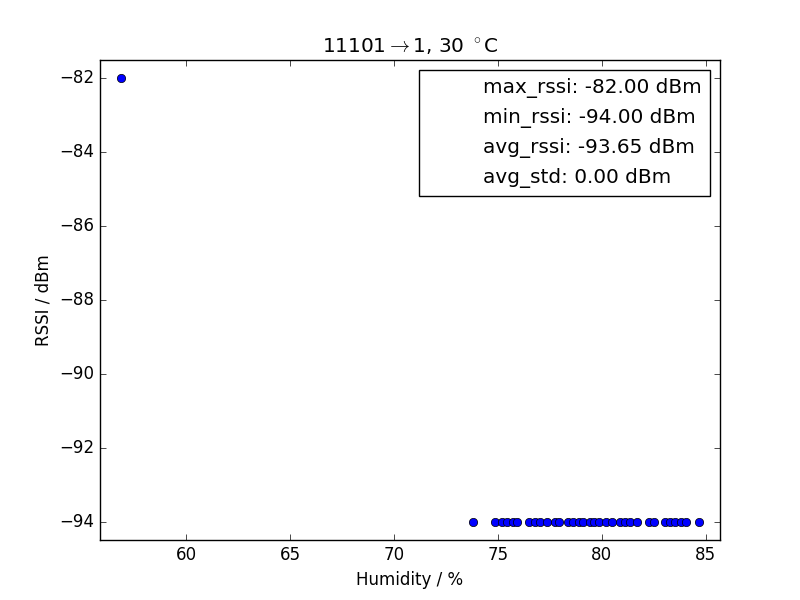 11101→1, 30 °C
max_rssi: -82.00 dBm
min_rssi: -94.00 dBm
avg_rssi: -93.65 dBm
avg_std: 0.00 dBm
RSSI / dBm
−82
−84
−86
−88
−90
−92
−94
60 65 70 75 80 85
Humidity / %